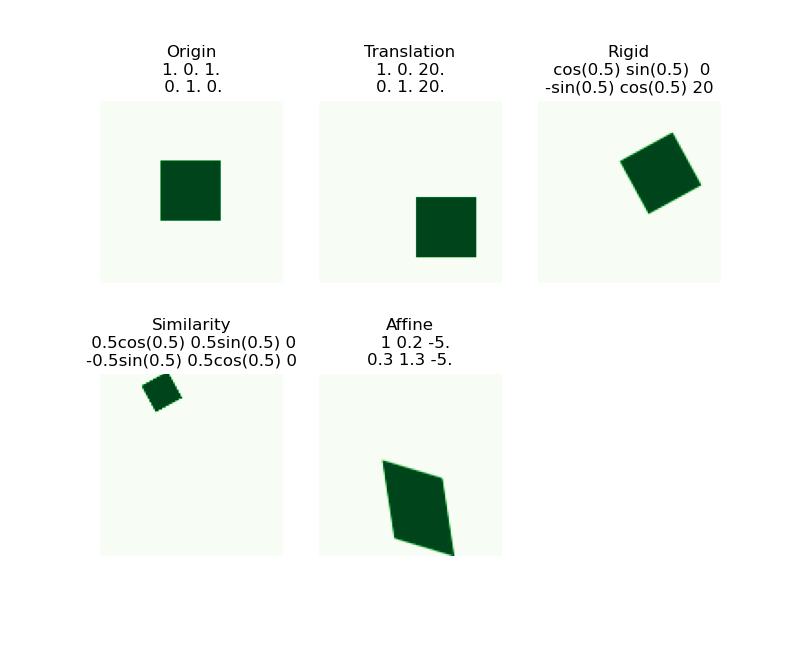 Origin
1. 0. 1.
0. 1. 0.
Translation
1. 0. 20.
0. 1. 20.
Rigid
cos(0.5) sin(0.5) 0
-sin(0.5) cos(0.5) 20
Similarity
0.5cos(0.5) 0.5sin(0.5) 0
-0.5sin(0.5) 0.5cos(0.5) 0
Affine
1 0.2 -5.
0.3 1.3 -5.